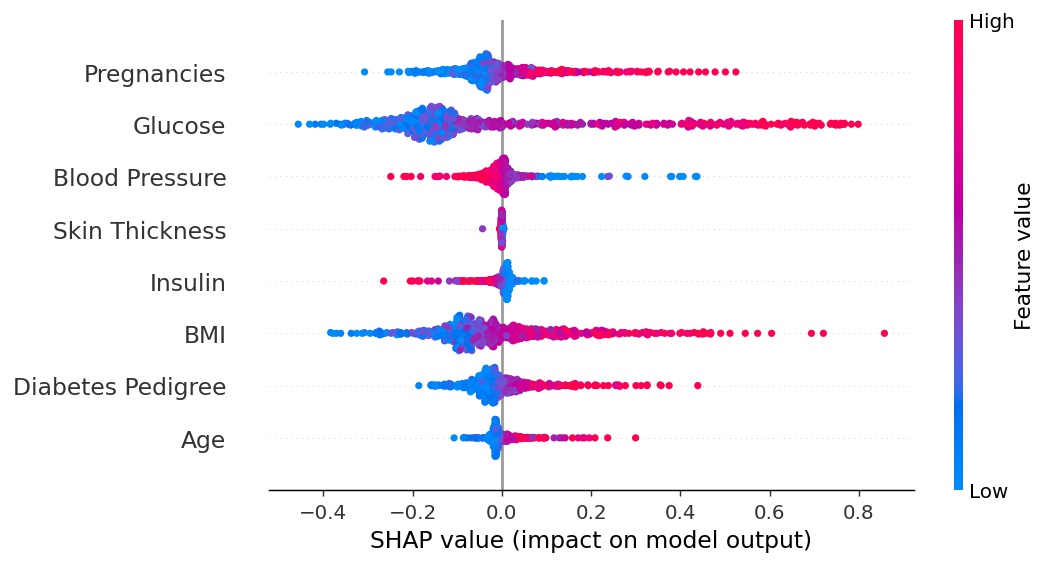 High
Pregnancies
Glucose
Blood Pressure
Skin Thickness
Insulin
BMI
Diabetes Pedigree
Age
Feature value
Low
−0.4 −0.2 0.0 0.2 0.4 0.6 0.8
SHAP value (impact on model output)